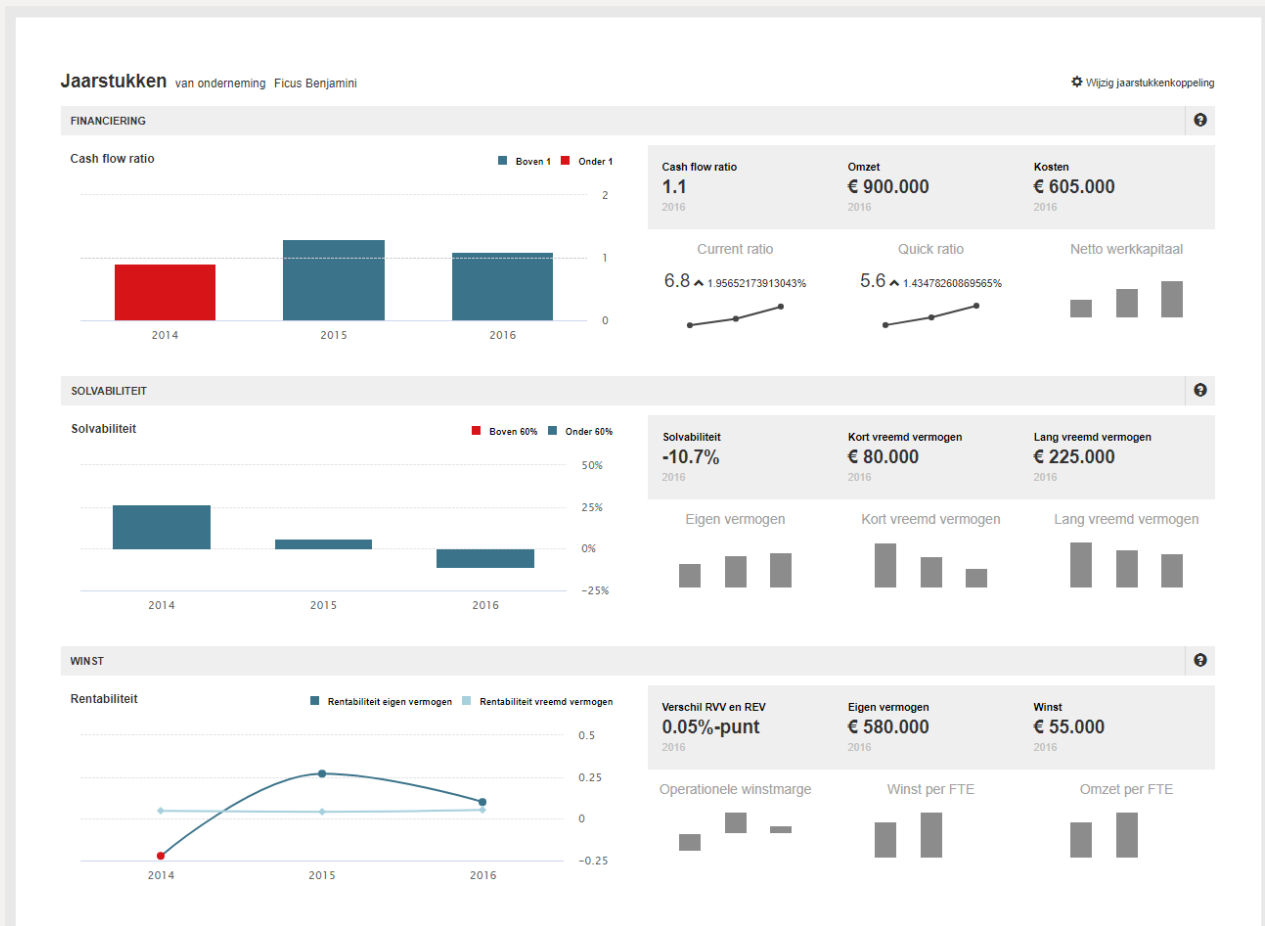 Jaarstukken van onderneming Ficus Benjamini
Wijzig jaarstukkenkoppeling
FINANCIERING
Cash flow ratio
Boven 1 Onder 1
2
1
0
2014 2015 2016
Cash flow ratio Omzet Kosten
1.1 € 900.000 € 605.000
2016 2016 2016
Current ratio Quick ratio Netto werkkapitaal
6.8 1.95652173913043% 5.6 1.43478260869565%
SOLVABILITEIT
Solvabiliteit
Boven 60% Onder 60%
50%
25%
0%
−25%
2014 2015 2016
Solvabiliteit Kort vreemd vermogen Lang vreemd vermogen
-10.7% € 80.000 € 225.000
2016 2016 2016
Eigen vermogen Kort vreemd vermogen Lang vreemd vermogen
WINST
Rentabiliteit
Rentabiliteit eigen vermogen Rentabiliteit vreemd vermogen
0.5
0.25
0
−0.25
2014 2015 2016
Verschil RVV en REV Eigen vermogen Winst
0.05%-punt € 580.000 € 55.000
2016 2016 2016
Operationele winstmarge Winst per FTE Omzet per FTE